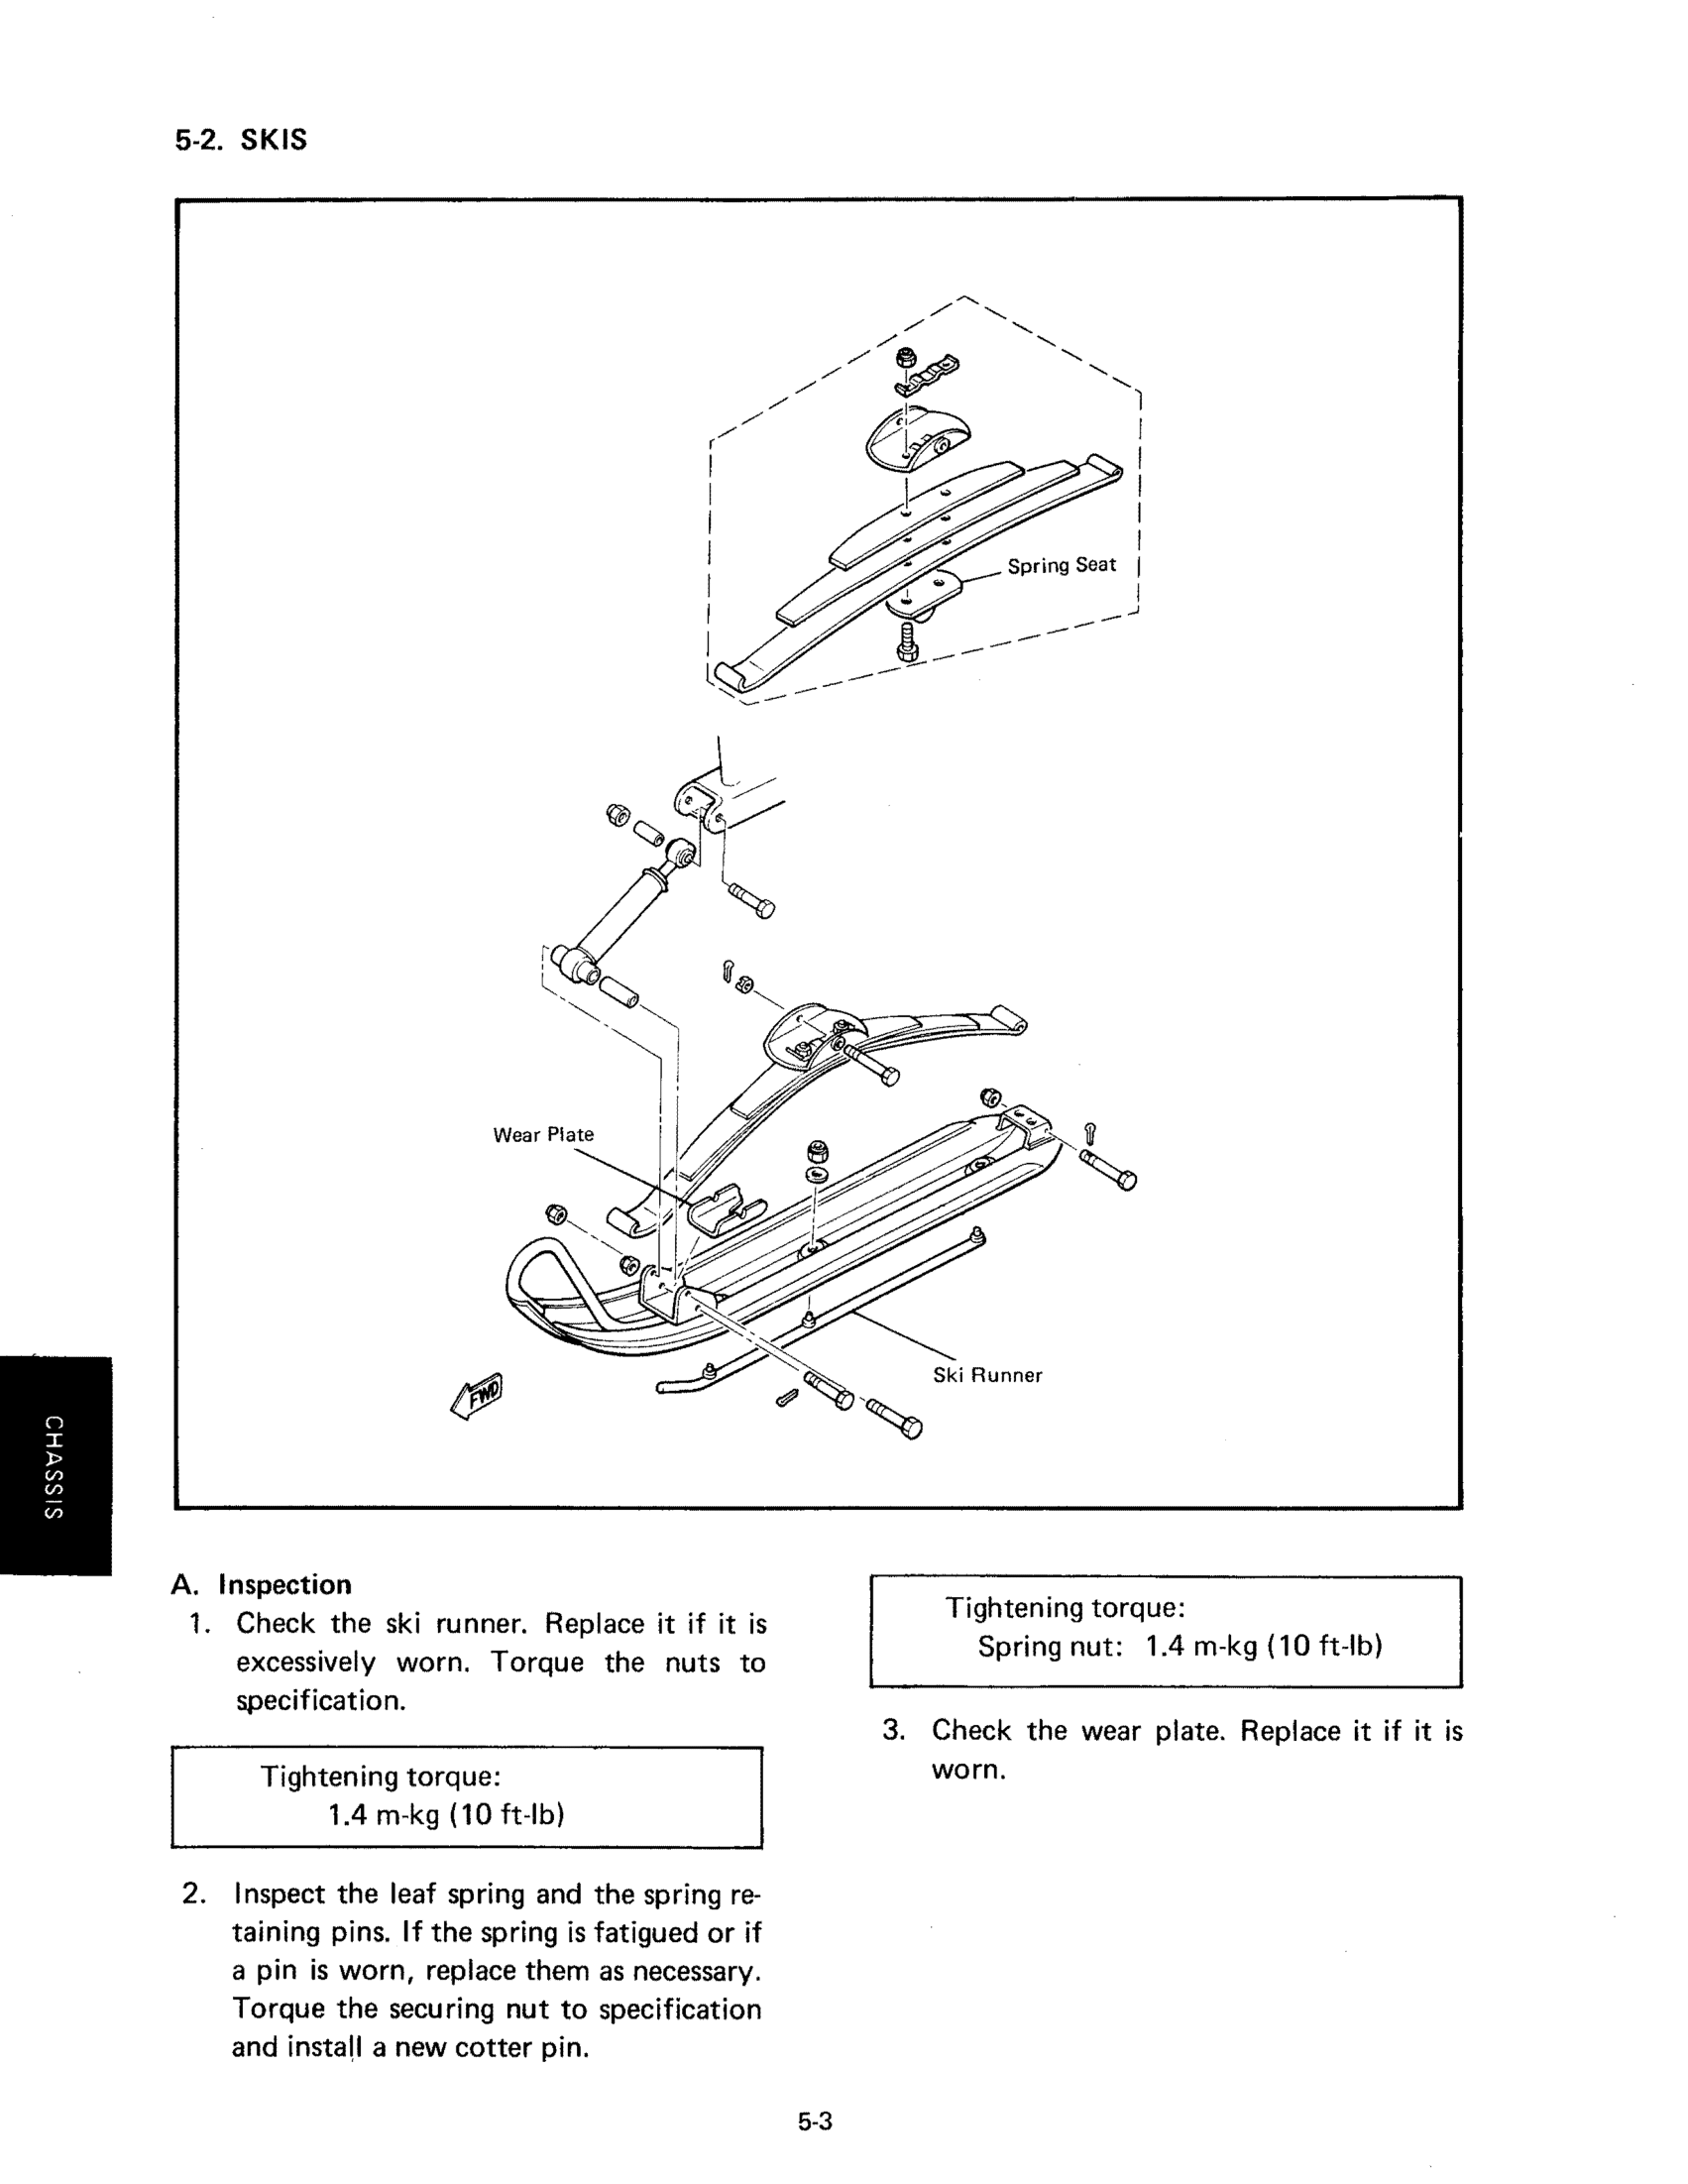 5-2. SKIS
Spring Seat
Wear Plate
Ski Runner
FWD
CHASSIS
A. Inspection
1. Check the ski runner. Replace it if it is
excessively worn. Torque the nuts to
specification.
Tightening torque:
1.4 m-kg (10 ft-lb)
2. Inspect the leaf spring and the spring re-
taining pins. If the spring is fatigued or if
a pin is worn, replace them as necessary.
Torque the securing nut to specification
and install a new cotter pin.
Tightening torque:
Spring nut: 1.4 m-kg (10 ft-lb)
3. Check the wear plate. Replace it if it is
worn.
5-3